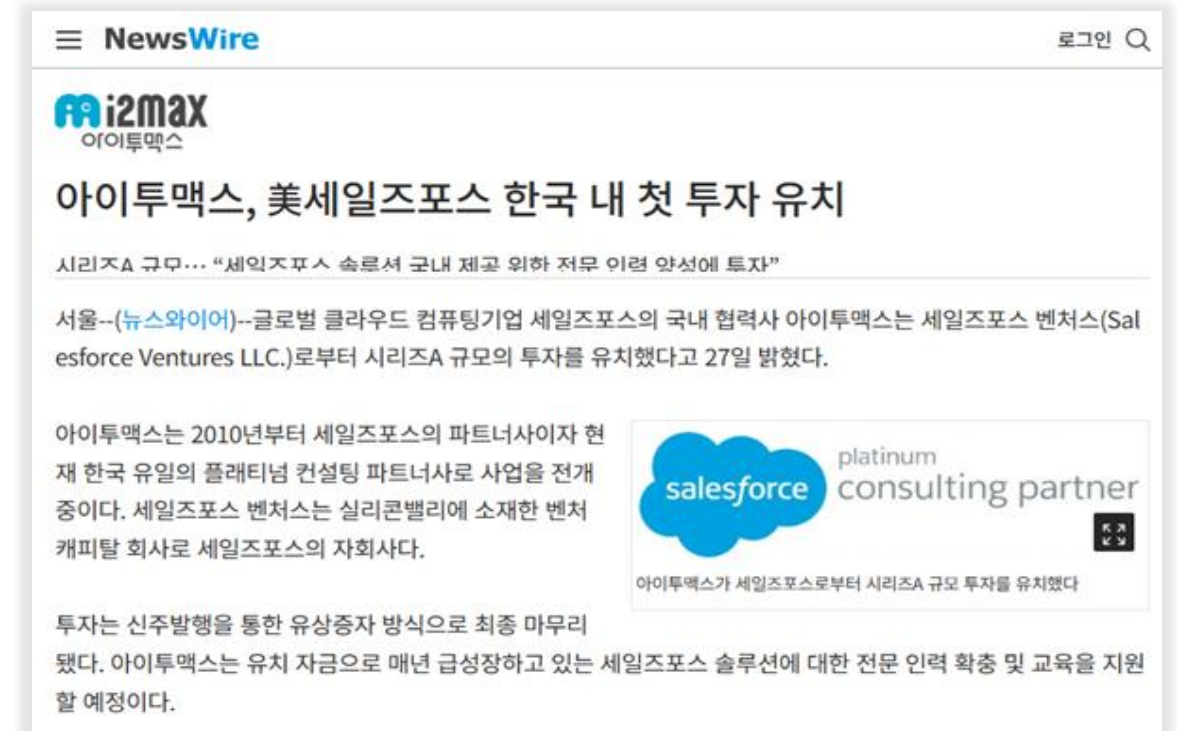 NewsWire
로그인
i2max
아이투맥스
아이투맥스, 美세일즈포스 한국 내 첫 투자 유치
시리즈A 규모… “세일즈포스 솔루션 국내 제공 위한 전문 인력 양성에 투자”
서울--(뉴스와이어)--글로벌 클라우드 컴퓨팅기업 세일즈포스의 국내 협력사 아이투맥스는 세일즈포스 벤처스(Sal
esforce Ventures LLC.)로부터 시리즈A 규모의 투자를 유치했다고 27일 밝혔다.
아이투맥스는 2010년부터 세일즈포스의 파트너사이자 현
재 한국 유일의 플래티넘 컨설팅 파트너사로 사업을 전개
중이다. 세일즈포스 벤처스는 실리콘밸리에 소재한 벤처
캐피탈 회사로 세일즈포스의 자회사다.
salesforce
platinum
consulting partner
아이투맥스가 세일즈포스로부터 시리즈A 규모 투자를 유치했다
투자는 신주발행을 통한 유상증자 방식으로 최종 마무리
됐다. 아이투맥스는 유치 자금으로 매년 급성장하고 있는 세일즈포스 솔루션에 대한 전문 인력 확충 및 교육을 지원
할 예정이다.